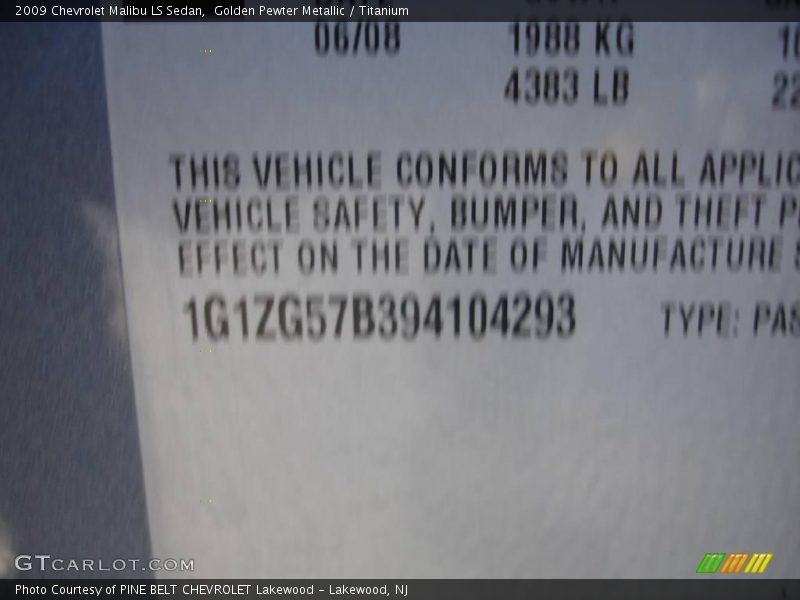 2009 Chevrolet Malibu LS Sedan,  Golden Pewter Metallic / Titanium
06/08 1988 KG
4383 LB 22
THIS VEHICLE CONFORMS TO ALL APPLIC
VEHICLE SAFETY, BUMPER, AND THEFT P
EFFECT ON THE DATE OF MANUFACTURE
1G1ZG57B394104293 TYPE: PAS
GTCARLOT.COM
Photo Courtesy of PINE BELT CHEVROLET Lakewood - Lakewood, NJ